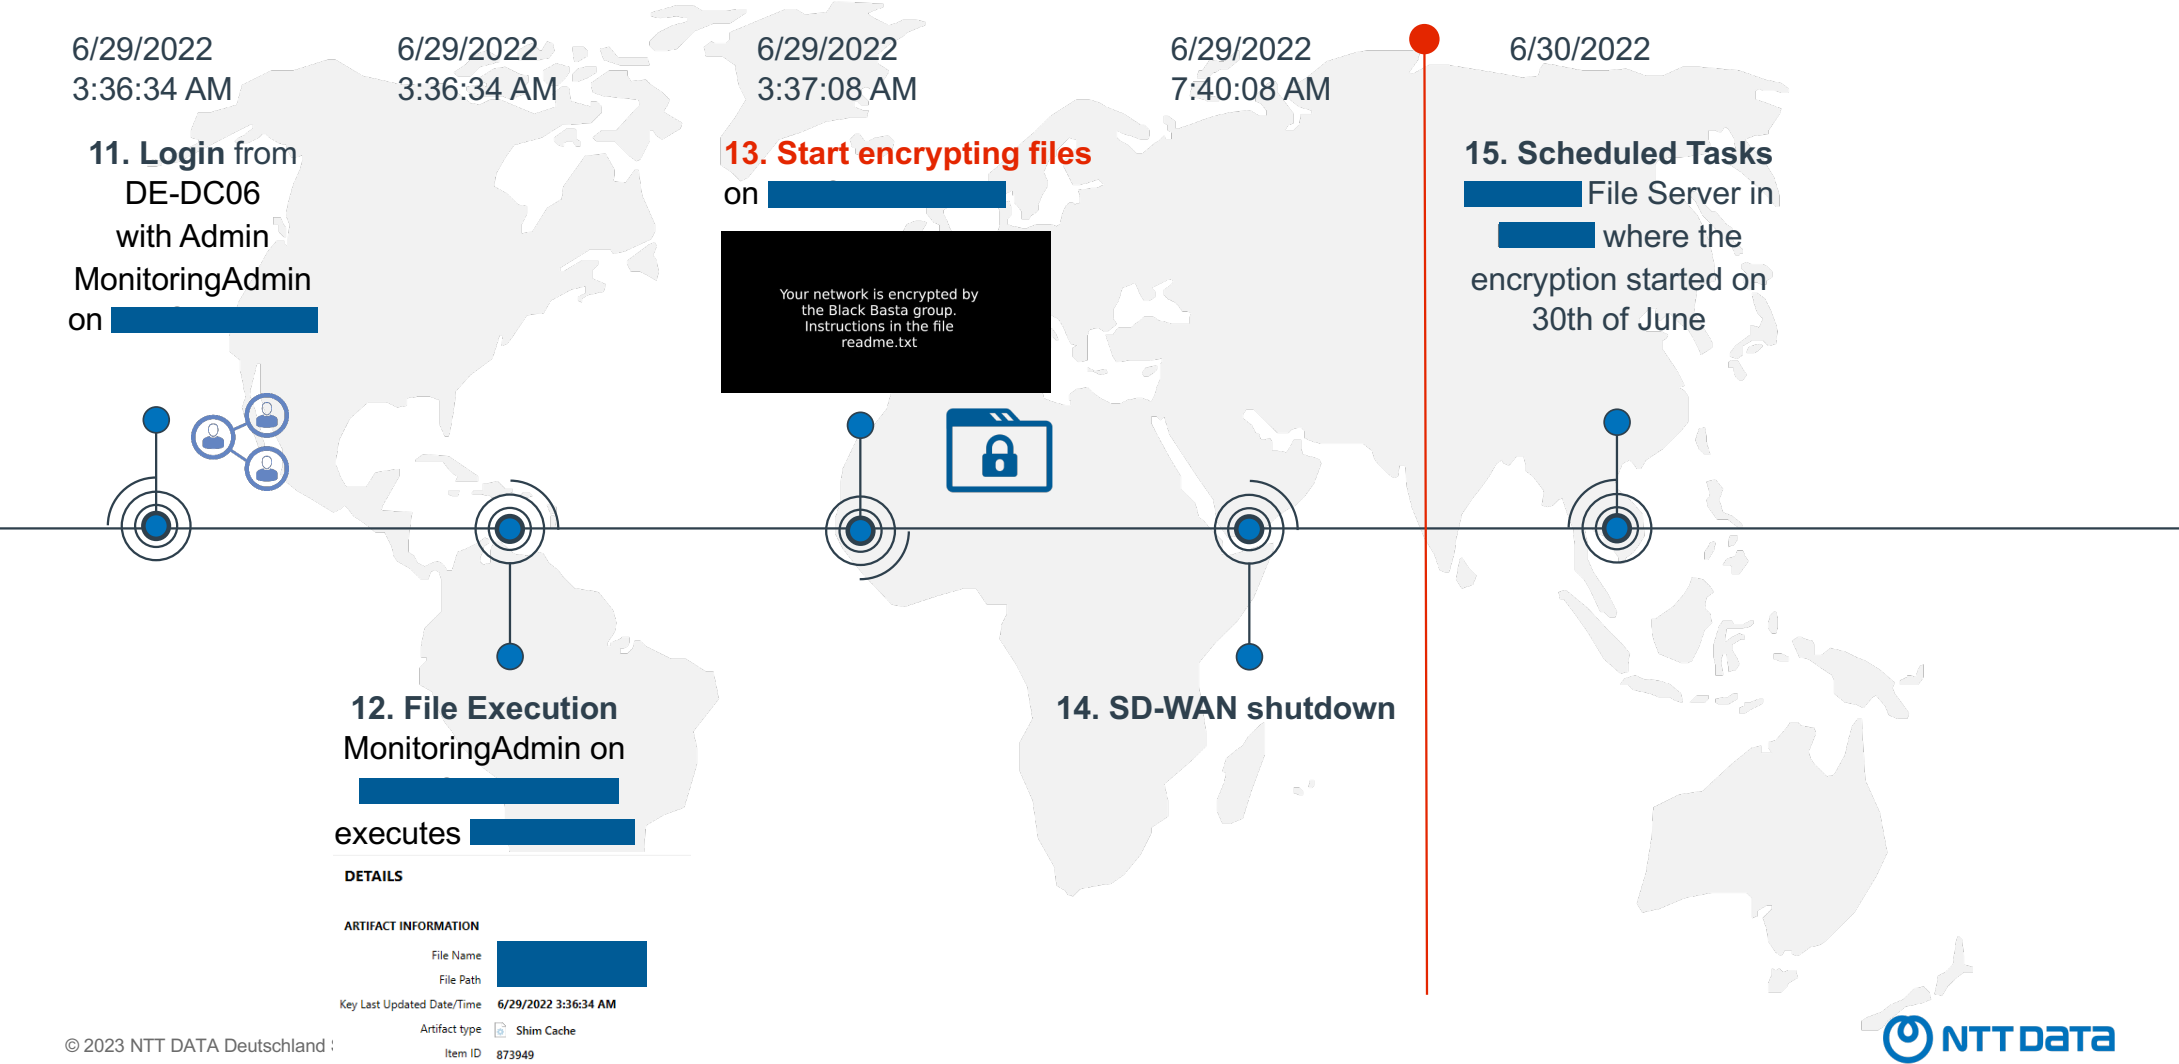 6/29/2022
3:36:34 AM
11. Login from
DE-DC06
with Admin
MonitoringAdmin
on
6/29/2022
3:36:34 AM
12. File Execution
MonitoringAdmin on
executes
DETAILS
ARTIFACT INFORMATION
File Name
File Path
Key Last Updated Date/Time 6/29/2022 3:36:34 AM
Artifact type Shim Cache
Item ID 873949
6/29/2022
3:37:08 AM
13. Start encrypting files
on
Your network is encrypted by
the Black Basta group.
Instructions in the file
readme.txt
6/29/2022
7:40:08 AM
14. SD-WAN shutdown
6/30/2022
15. Scheduled Tasks
File Server in
where the
encryption started on
30th of June
© 2023 NTT DATA Deutschland
NTT DATA